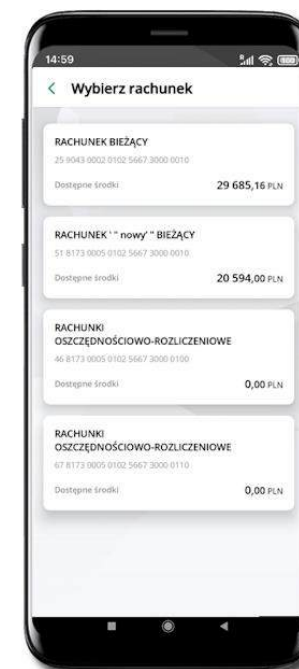 14:59
Wybierz rachunek
RACHUNEK BIEŻĄCY
25 9043 0002 0102 5667 3000 0010
Dostępne środki 29 685,16 PLN
RACHUNEK ' " nowy' " BIEŻĄCY
51 8173 0005 0102 5667 3000 0010
Dostępne środki 20 594,00 PLN
RACHUNKI
OSZCZĘDNOŚCIOWO-ROZLICZENIOWE
46 8173 0005 0102 5667 3000 0100
Dostępne środki 0,00 PLN
RACHUNKI
OSZCZĘDNOŚCIOWO-ROZLICZENIOWE
67 8173 0005 0102 5667 3000 0110
Dostępne środki 0,00 PLN